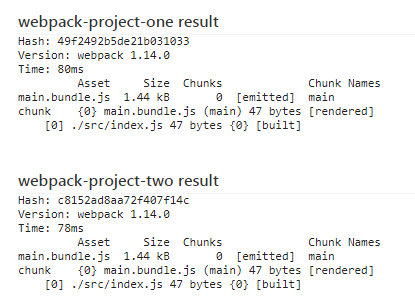 webpack-project-one result
Hash: 49f2492b5de21b031033
Version: webpack 1.14.0
Time: 80ms
Asset Size Chunks Chunk Names
main.bundle.js 1.44 kB 0 [emitted] main
chunk {0} main.bundle.js (main) 47 bytes [rendered]
[0] ./src/index.js 47 bytes {0} [built]
webpack-project-two result
Hash: c8152ad8aa72f407f14c
Version: webpack 1.14.0
Time: 78ms
Asset Size Chunks Chunk Names
main.bundle.js 1.44 kB 0 [emitted] main
chunk {0} main.bundle.js (main) 47 bytes [rendered]
[0] ./src/index.js 47 bytes {0} [built]